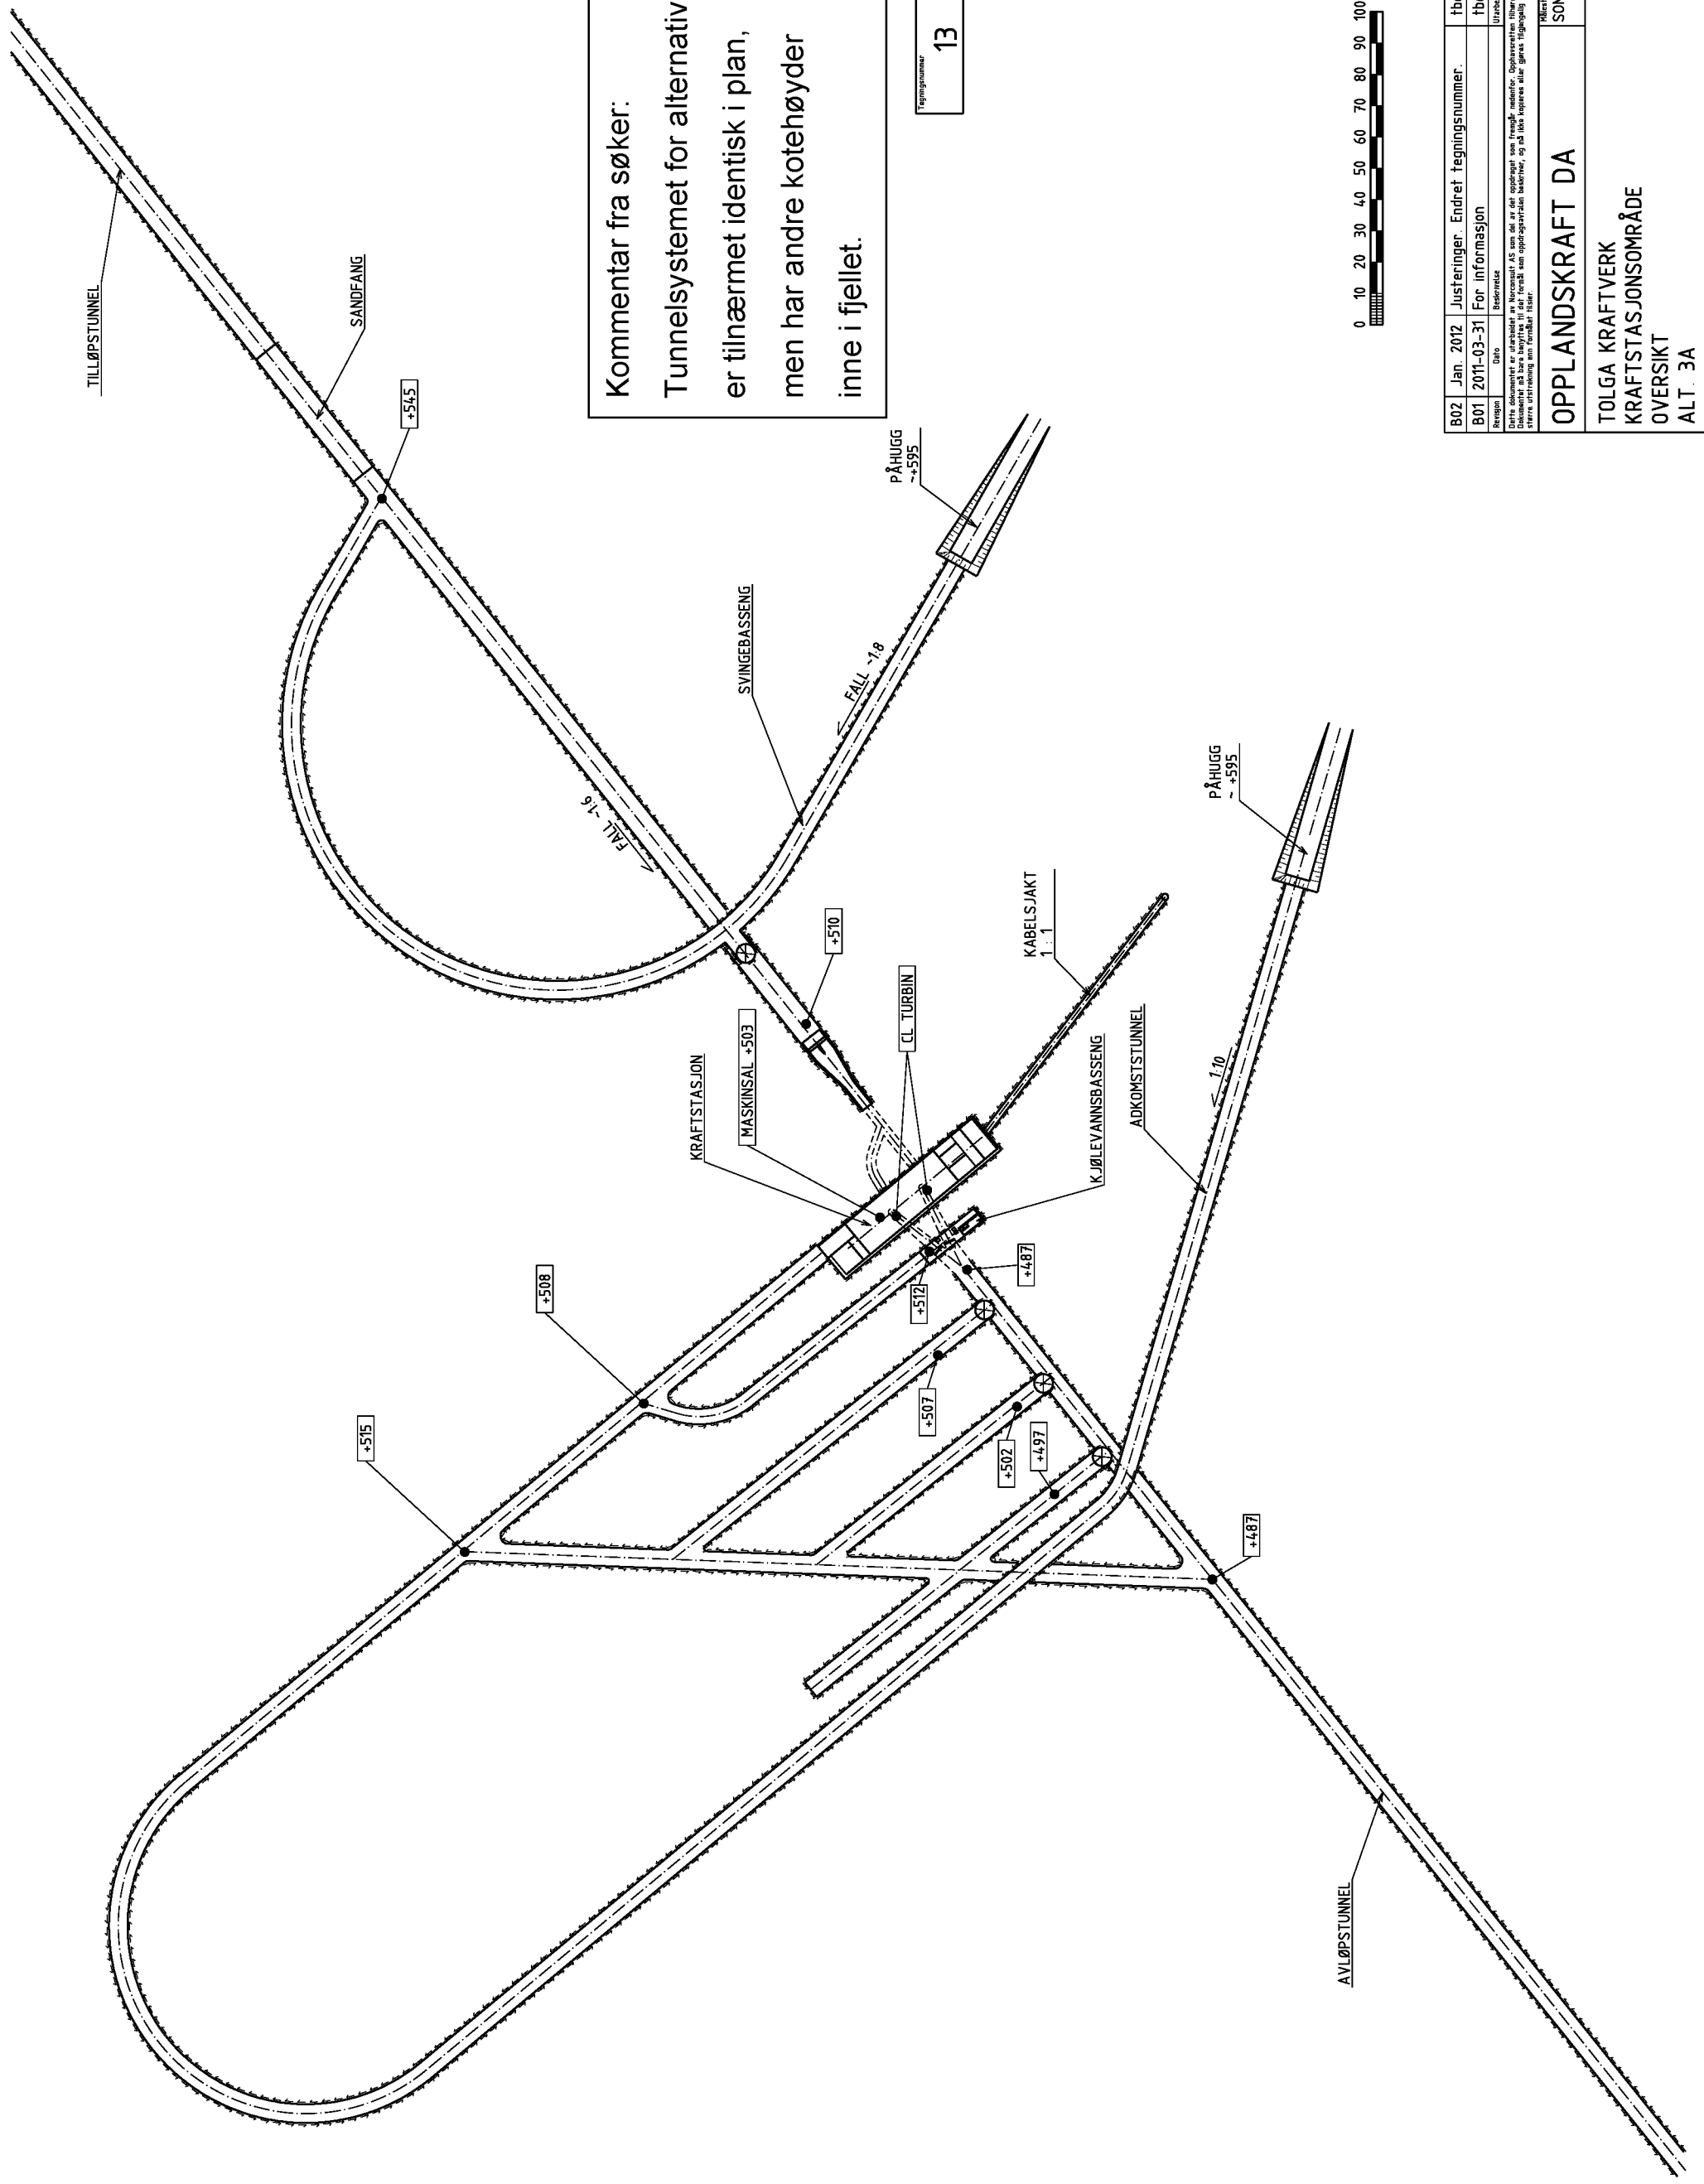 TILLØPSTUNNEL
SANDFANG
+545
Kommentar fra søker:
Tunnelsystemet for alternativ
er tilnærmet identisk i plan,
men har andre kotehøyder
inne i fjellet.
Tegningsnummer
13
PÅHUGG
~+595
SVINGEBASSENG
FALL ~1:8
FALL ~1:6
+510
PÅHUGG
~ +595
KABELSJAKT
1 : 1
CL TURBIN
MASKINSAL +503
KRAFTSTASJON
KJØLEVANNSBASSENG
ADKOMSTSTUNNEL
1:10
+487
+512
+508
+507
+502
+497
+515
+487
AVLØPSTUNNEL
0 10 20 30 40 50 60 70 80 90 100
B02 Jan. 2012 Justeringer. Endret tegningsnummer.
B01 2011-03-31 For informasjon
Revisjon Dato Beskrivelse
OPPLANDSKRAFT DA
TOLGA KRAFTVERK
KRAFTSTASJONSOMRÅDE
OVERSIKT
ALT. 3A